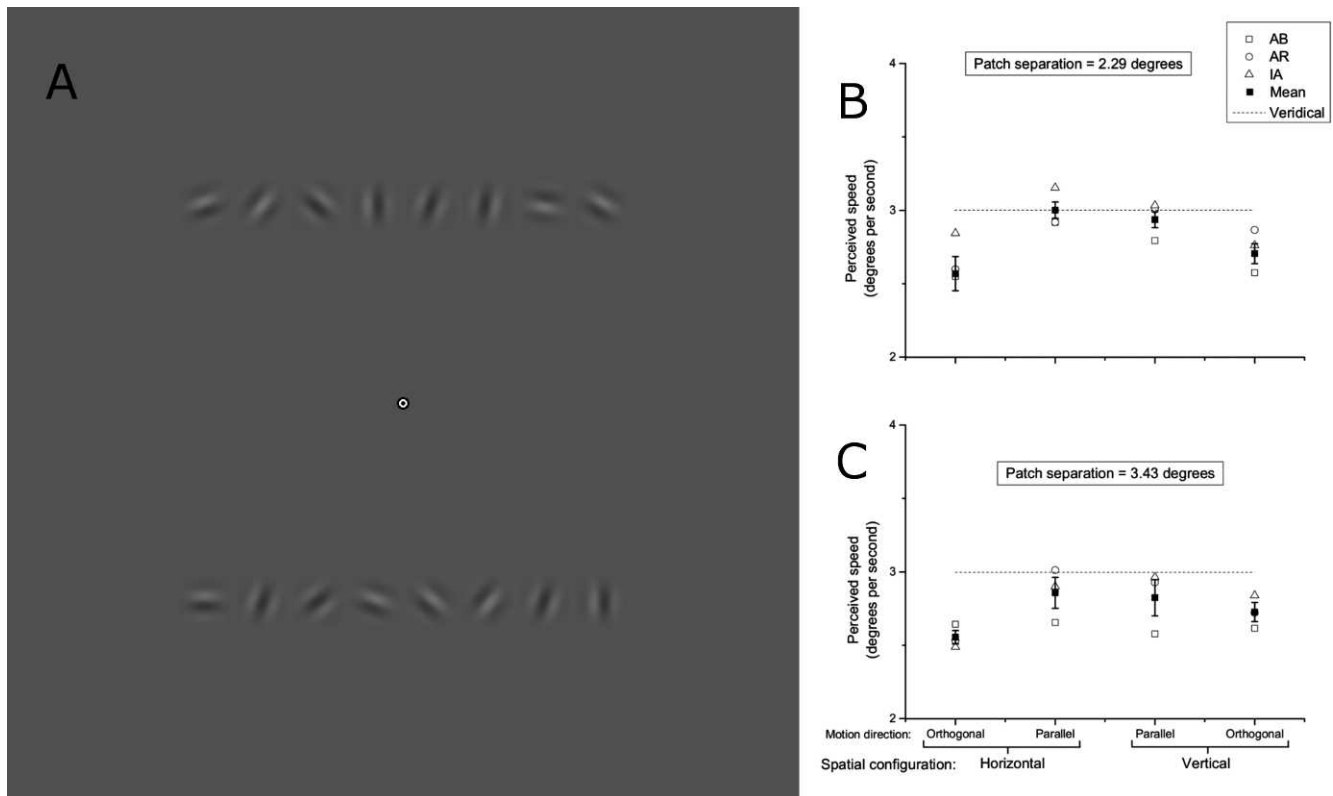 A
B
AB
AR
IA
Mean
Veridical
Patch separation = 2.29 degrees
4
3
2
Perceived speed
(degrees per second)
C
Patch separation = 3.43 degrees
4
3
2
Perceived speed
(degrees per second)
Motion direction: Orthogonal Parallel Parallel Orthogonal
Spatial configuration: Horizontal Vertical